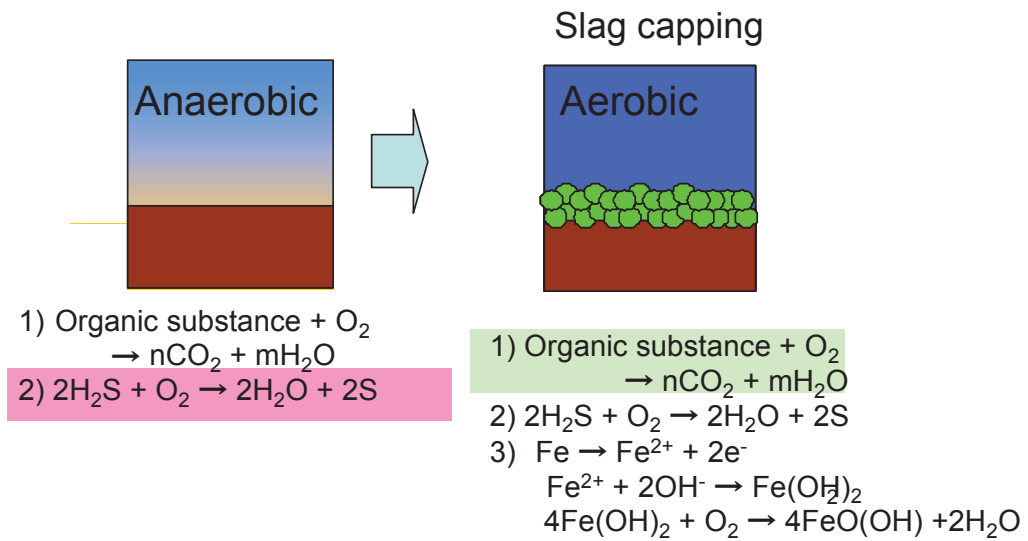 Slag capping
Anaerobic
Aerobic
1) Organic substance + O₂
→ nCO₂ + mH₂O
2) 2H₂S + O₂ → 2H₂O + 2S
1) Organic substance + O₂
→ nCO₂ + mH₂O
2) 2H₂S + O₂ → 2H₂O + 2S
3) Fe → Fe²⁺ + 2e⁻
Fe²⁺ + 2OH⁻ → Fe(OH)₂
4Fe(OH)₂ + O₂ → 4FeO(OH) +2H₂O